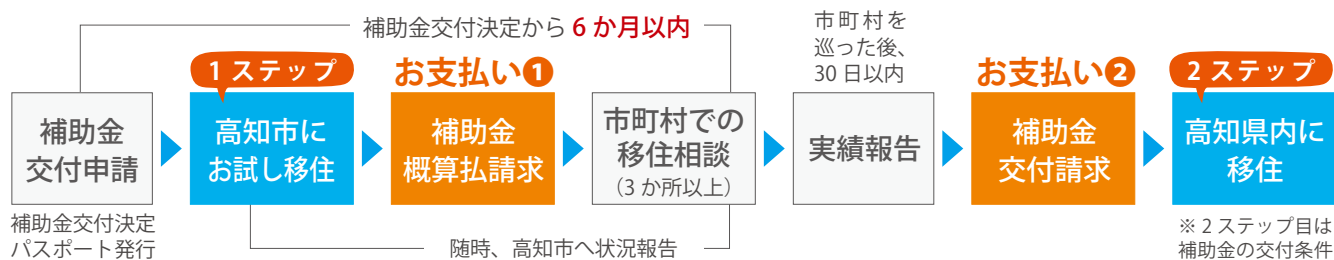 補助金交付決定から 6 か月以内
市町村を
巡った後、
30 日以内
1 ステップ
お支払い❶
お支払い❷
2 ステップ
補助金
交付申請
高知市に
お試し移住
補助金
概算払請求
市町村での
移住相談
（3 か所以上）
実績報告
補助金
交付請求
高知県内に
移住
補助金交付決定
パスポート発行
随時、高知市へ状況報告
※ 2 ステップ目は
補助金の交付条件